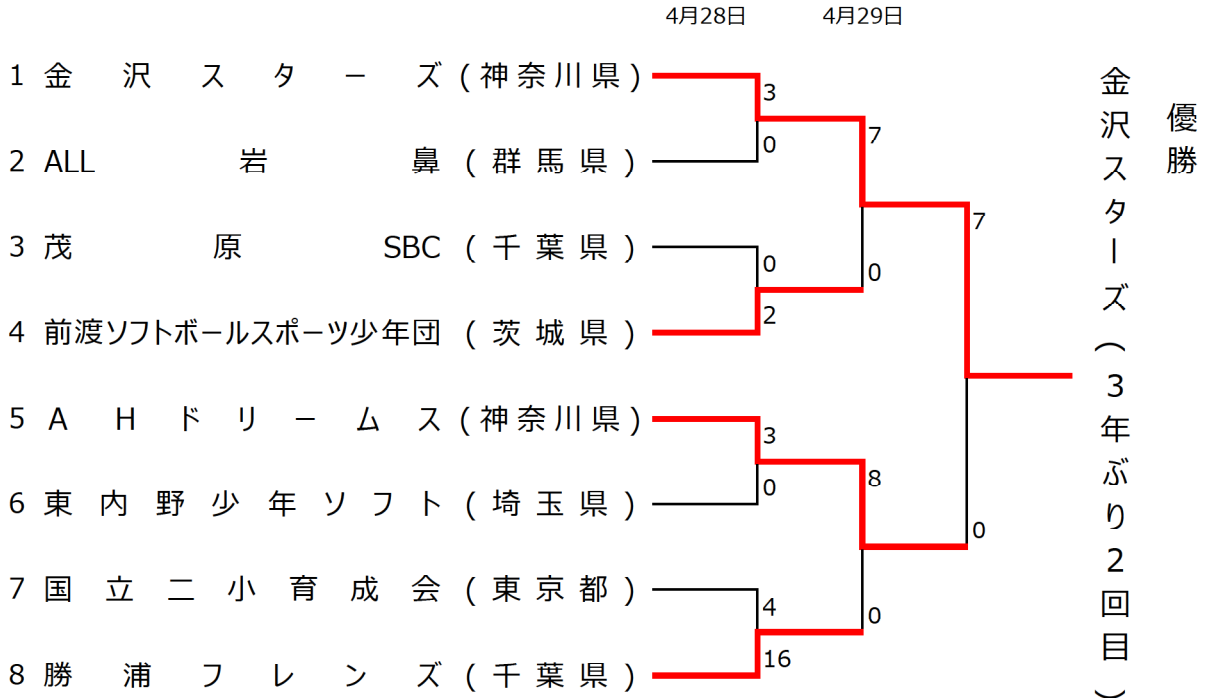 4月28日 4月29日
1 金沢スターズ (神奈川県)
3
0
2 ALL岩鼻 (群馬県)
7
3 茂原SBC (千葉県)
0
2
0
4 前渡ソフトボールスポーツ少年団 (茨城県)
7
5 AHドリームス (神奈川県)
3
0
8
6 東内野少年ソフト (埼玉県)
0
7 国立二小育成会 (東京都)
4
16
0
8 勝浦フレンズ (千葉県)
優勝
金沢スターズ(3年ぶり2回目)